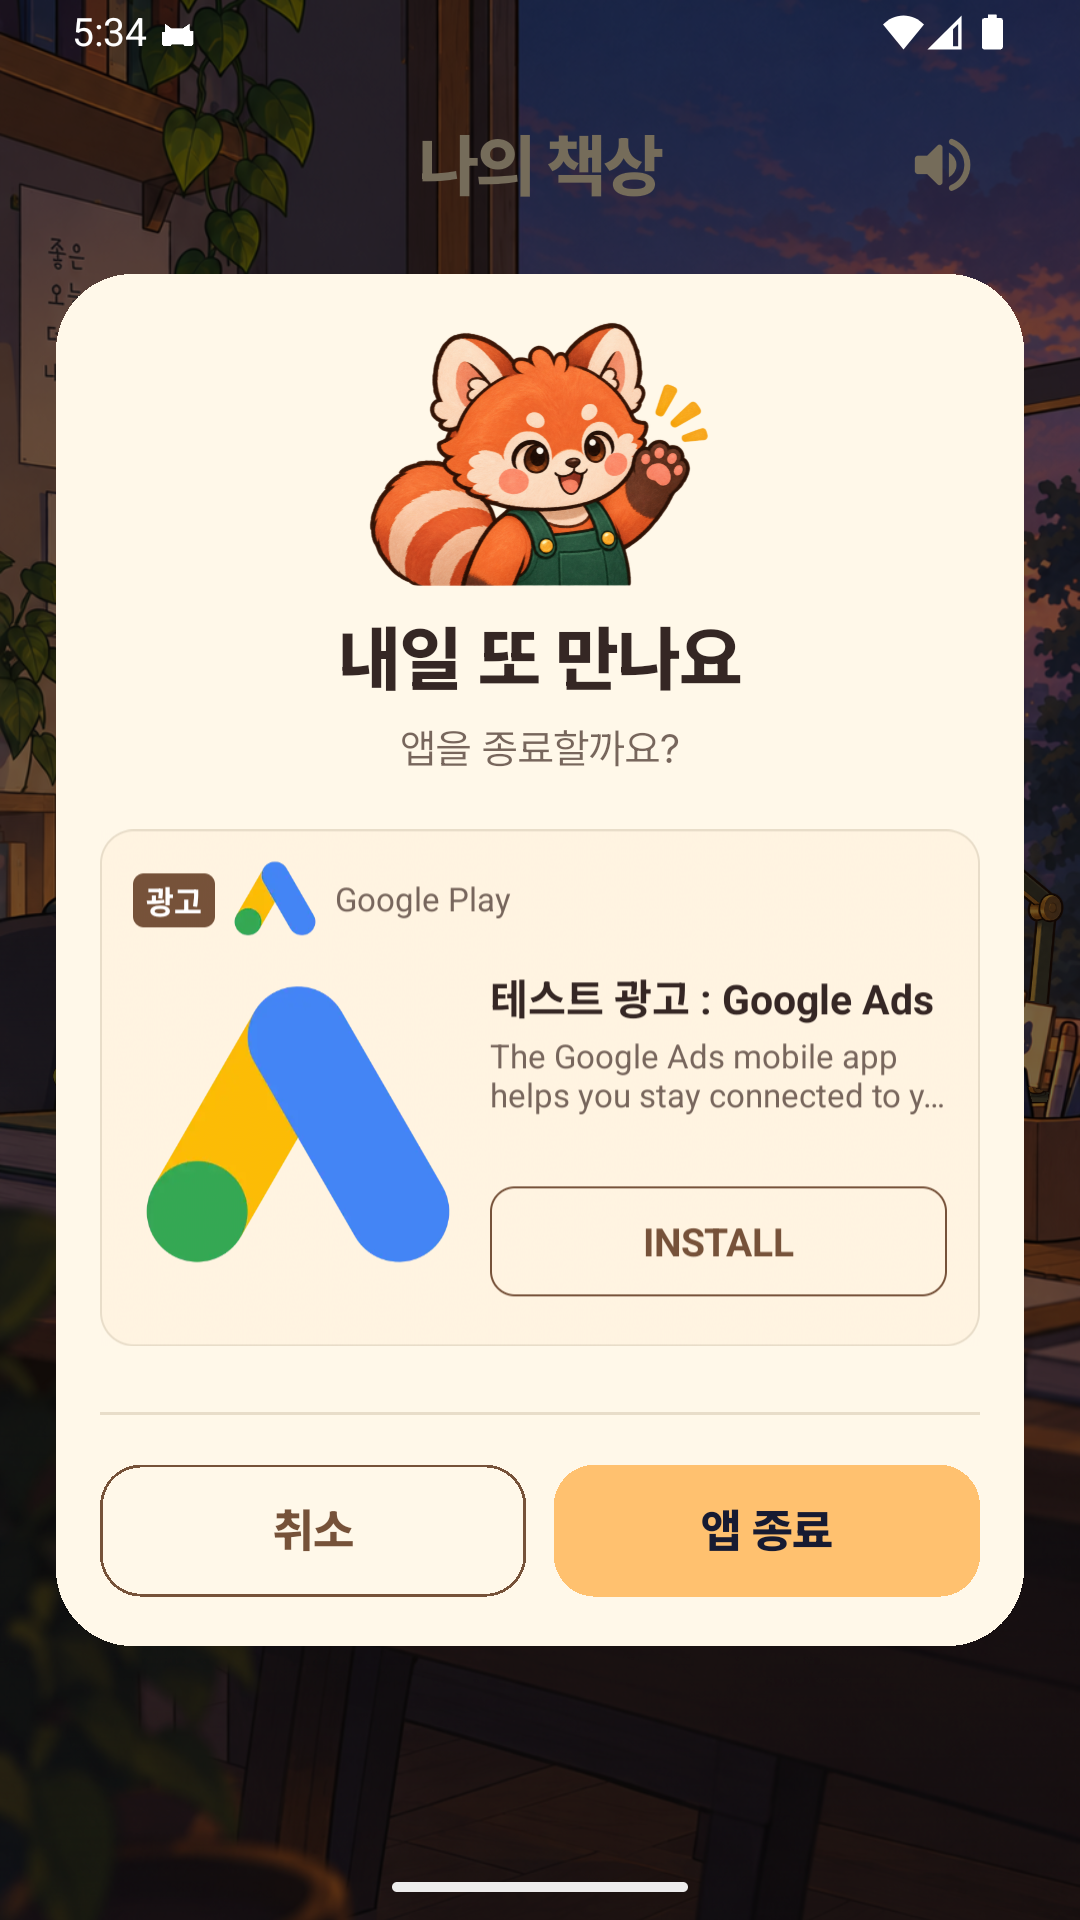 5:34
나의 책상
좋은
내일 또 만나요
앱을 종료할까요?
광고
Google Play
테스트 광고 : Google Ads
The Google Ads mobile app
helps you stay connected to y...
INSTALL
취소
앱 종료